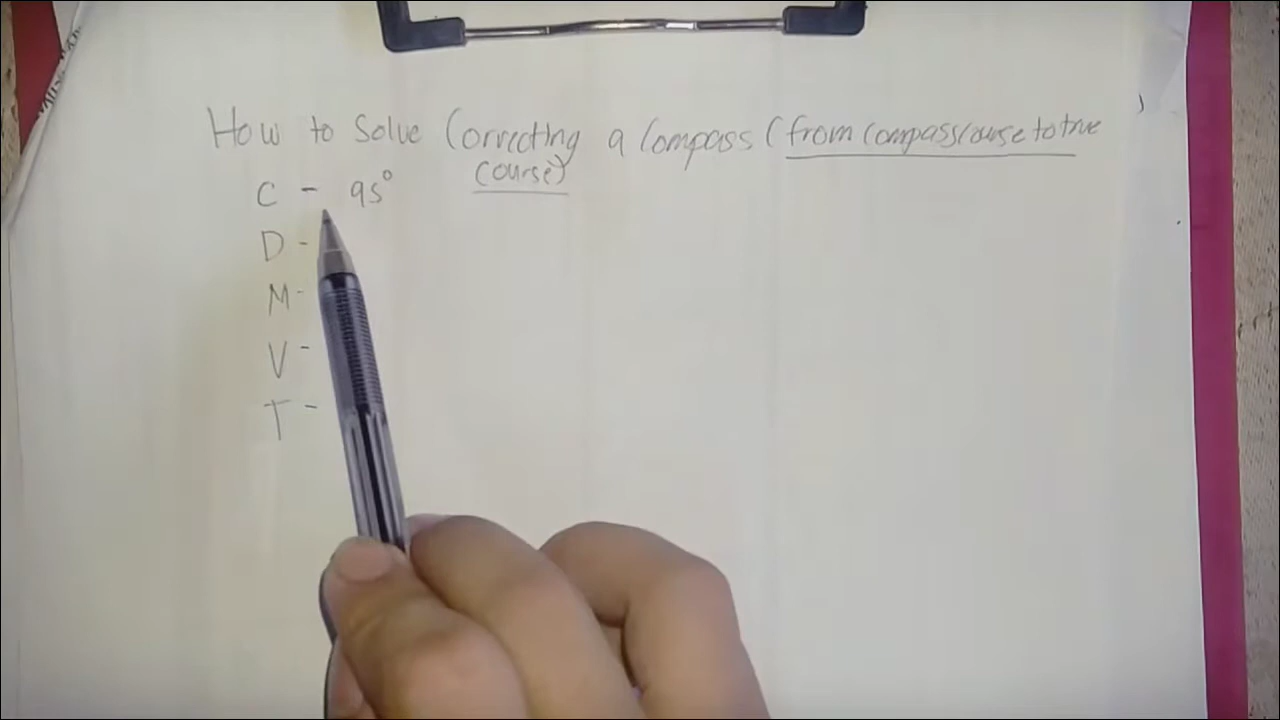 How to Solve Correcting a Compass (from compass course to true
course)
C - 95°
D -
M -
V -
T -